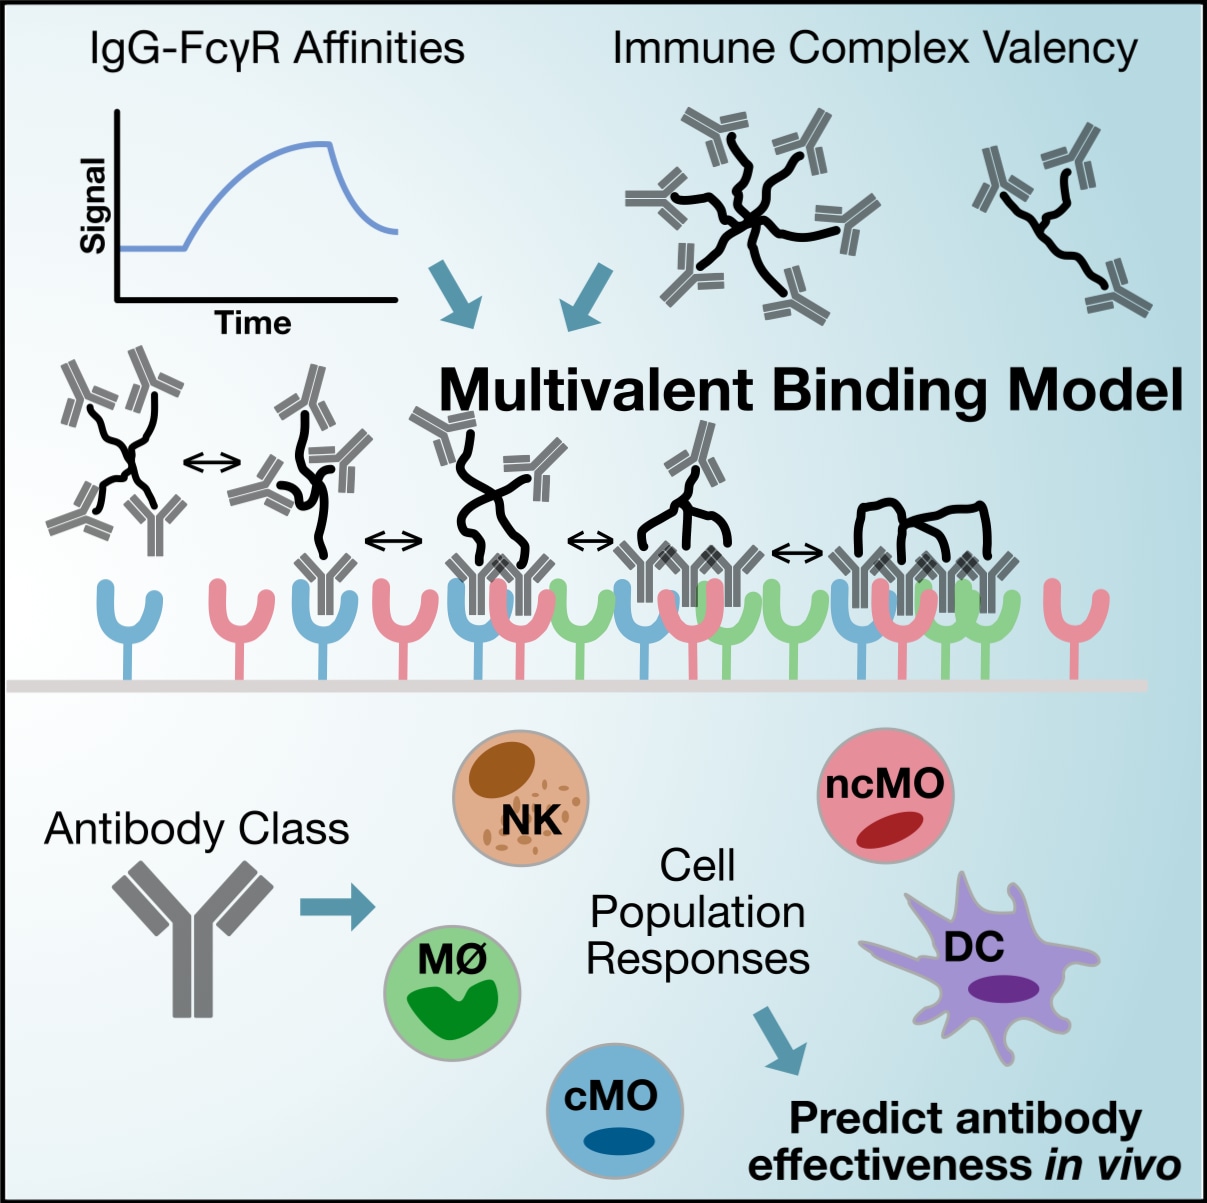 IgG-FcγR Affinities
Immune Complex Valency
Signal
Time
Multivalent Binding Model
NK
ncMO
Antibody Class
Cell
Population
Responses
MØ
DC
cMO
Predict antibody
effectiveness in vivo